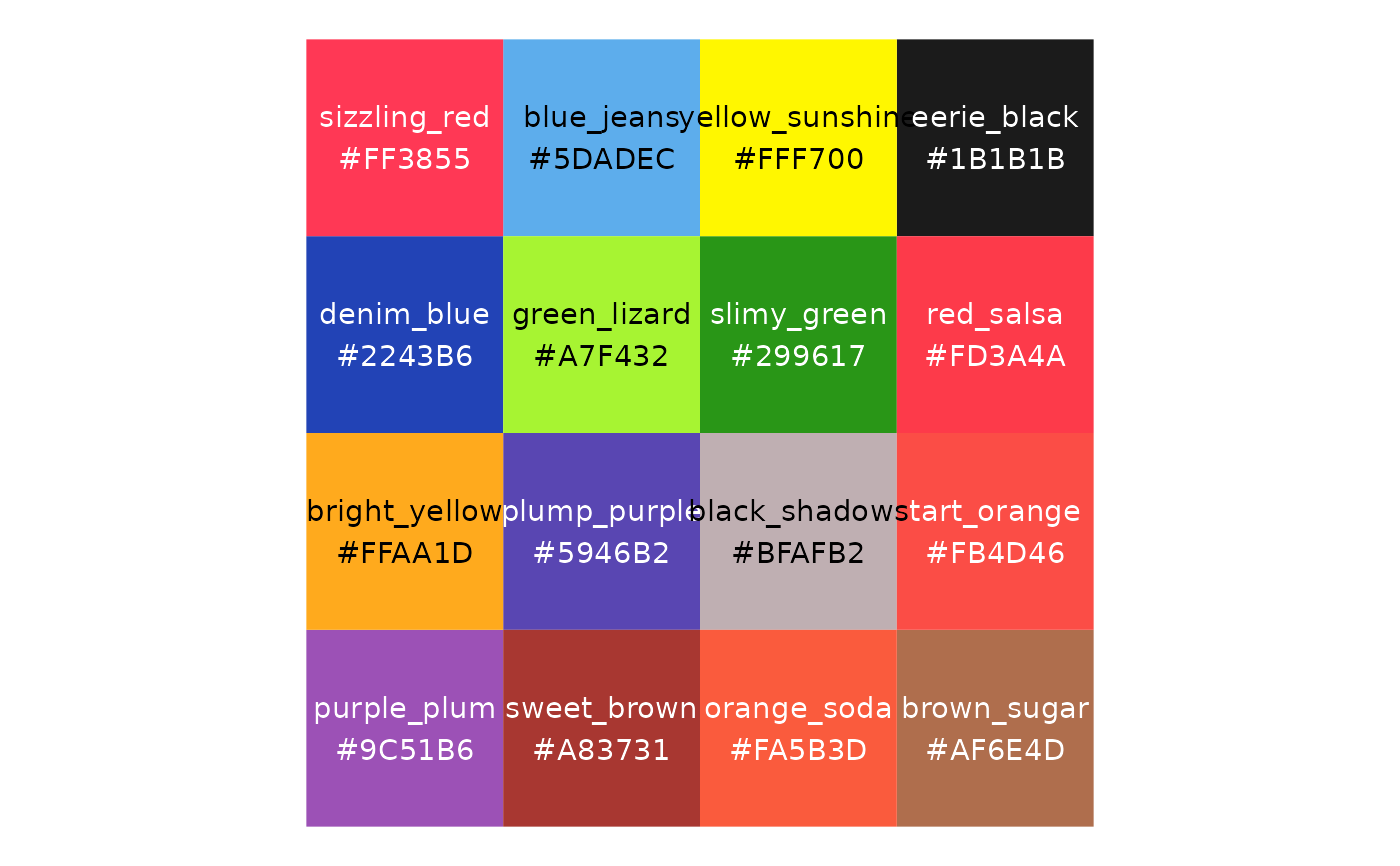 sizzling_red
#FF3855
blue_jeans
#5DADEC
yellow_sunshine
#FFF700
eerie_black
#1B1B1B
denim_blue
#2243B6
green_lizard
#A7F432
slimy_green
#299617
red_salsa
#FD3A4A
bright_yellow
#FFAA1D
plump_purple
#5946B2
black_shadows
#BFAFB2
tart_orange
#FB4D46
purple_plum
#9C51B6
sweet_brown
#A83731
orange_soda
#FA5B3D
brown_sugar
#AF6E4D